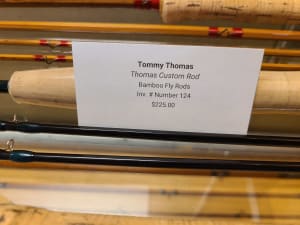 Tommy Thomas
Thomas Custom Rod
Bamboo Fly Rods
Inv. # Number 124
$225.00